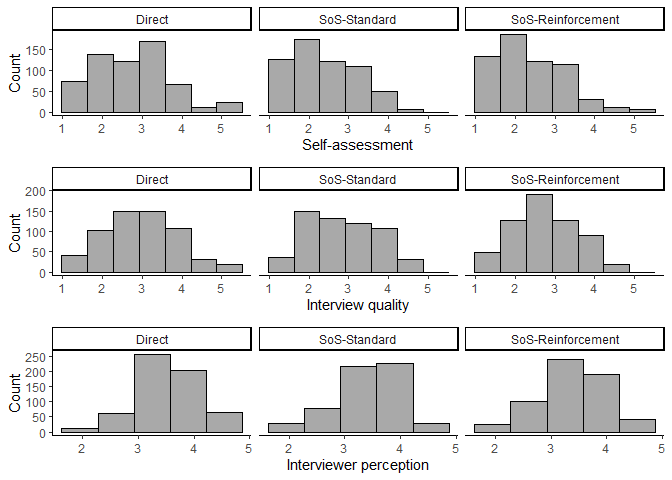 Direct SoS-Standard SoS-Reinforcement
Count
150
100
50
0
1 2 3 4 5 1 2 3 4 5 1 2 3 4 5
Self-assessment
Direct SoS-Standard SoS-Reinforcement
Count
200
150
100
50
0
1 2 3 4 5 1 2 3 4 5 1 2 3 4 5
Interview quality
Direct SoS-Standard SoS-Reinforcement
Count
250
200
150
100
50
0
2 3 4 5 2 3 4 5 2 3 4 5
Interviewer perception